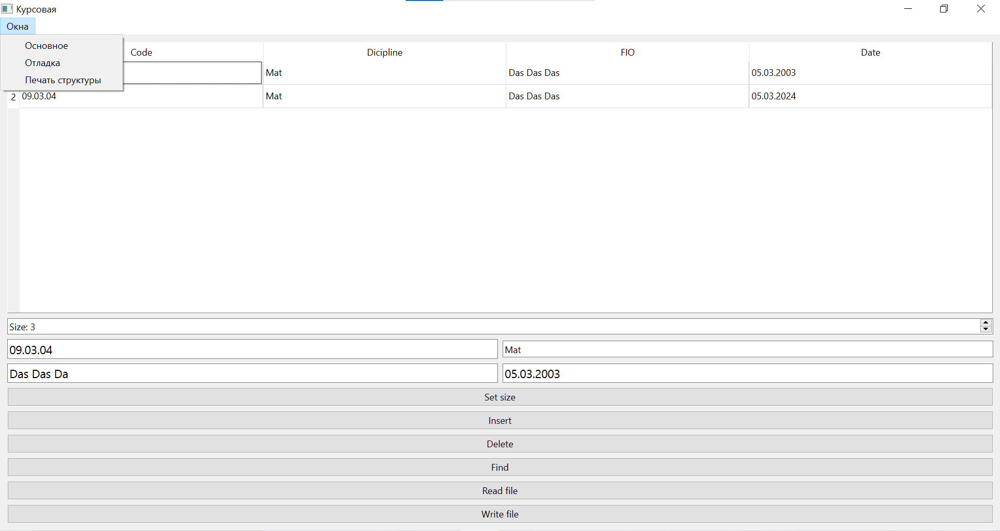 Курсовая
Окна
Основное
Отладка
Печать структуры
Code Dicipline FIO Date
Mat Das Das Das 05.03.2003
2 09.03.04 Mat Das Das Das 05.03.2024
Size: 3
09.03.04 Mat
Das Das Da 05.03.2003
Set size
Insert
Delete
Find
Read file
Write file